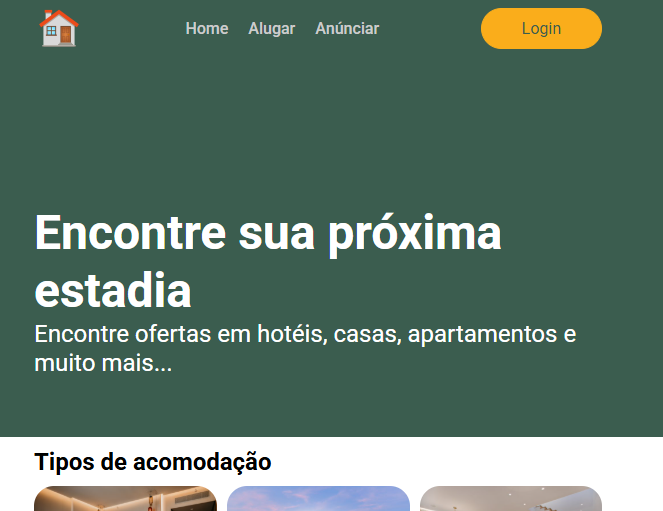 Home Alugar Anúnciar Login
Encontre sua próxima
estadia
Encontre ofertas em hotéis, casas, apartamentos e
muito mais...
Tipos de acomodação